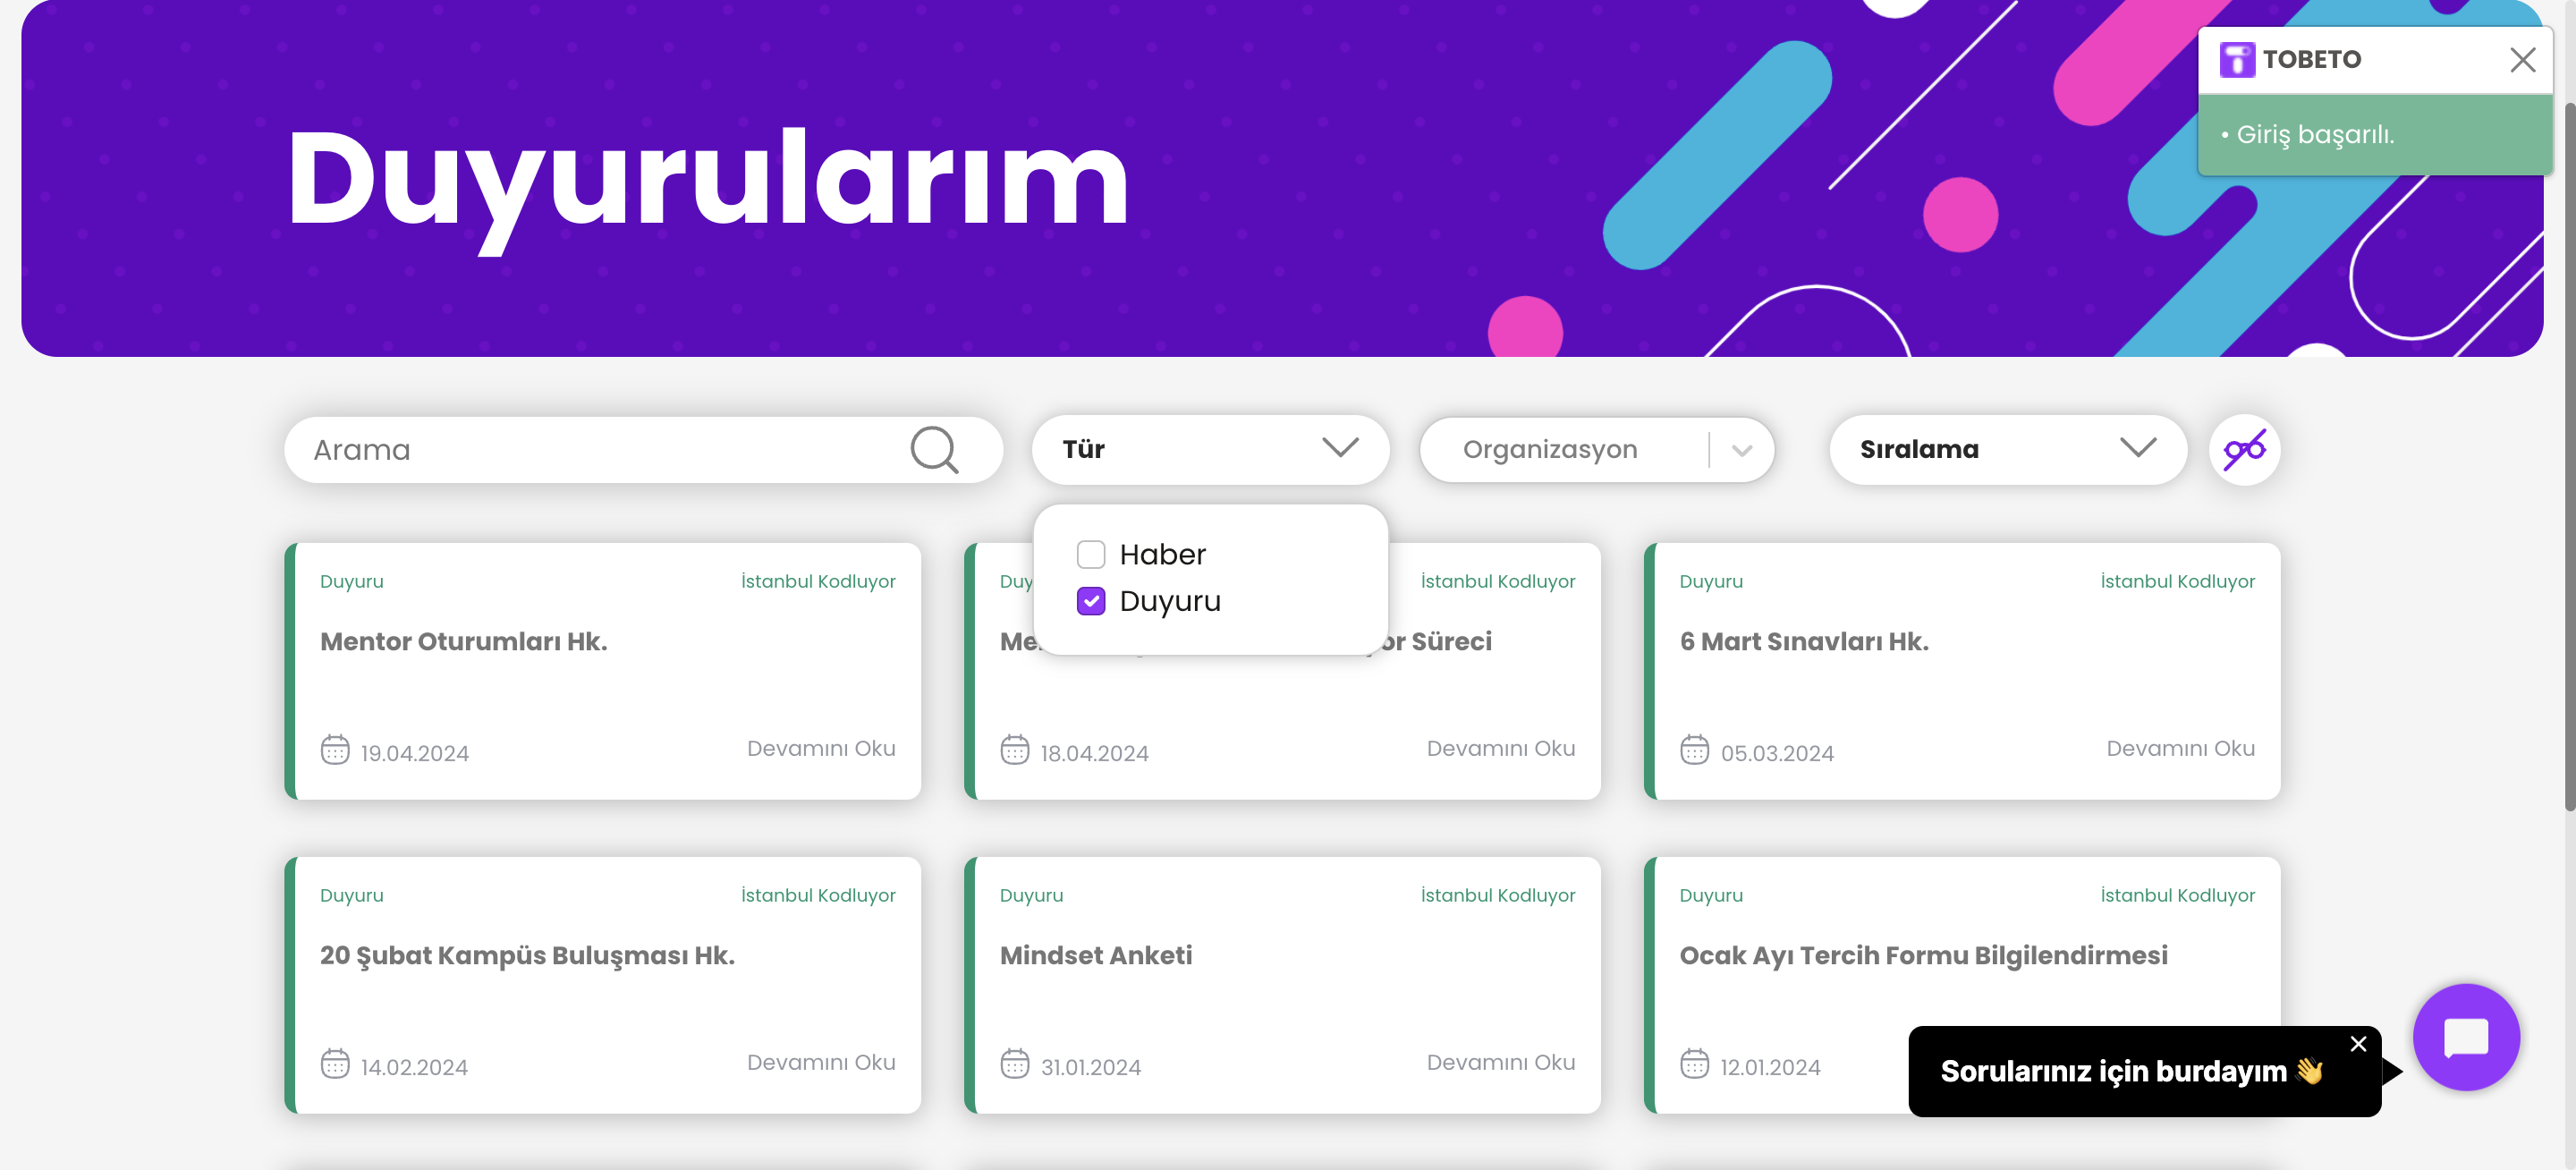 Duyurularım
TOBETO
• Giriş başarılı.
Arama
Tür
Organizasyon
Sıralama
Haber
Duyuru
Duyuru İstanbul Kodluyor
Mentor Oturumları Hk.
19.04.2024 Devamını Oku
İstanbul Kodluyor
Süreci
18.04.2024 Devamını Oku
Duyuru İstanbul Kodluyor
6 Mart Sınavları Hk.
05.03.2024 Devamını Oku
Duyuru İstanbul Kodluyor
20 Şubat Kampüs Buluşması Hk.
14.02.2024 Devamını Oku
Duyuru İstanbul Kodluyor
Mindset Anketi
31.01.2024 Devamını Oku
Duyuru İstanbul Kodluyor
Ocak Ayı Tercih Formu Bilgilendirmesi
12.01.2024
Sorularınız için burdayım 👋